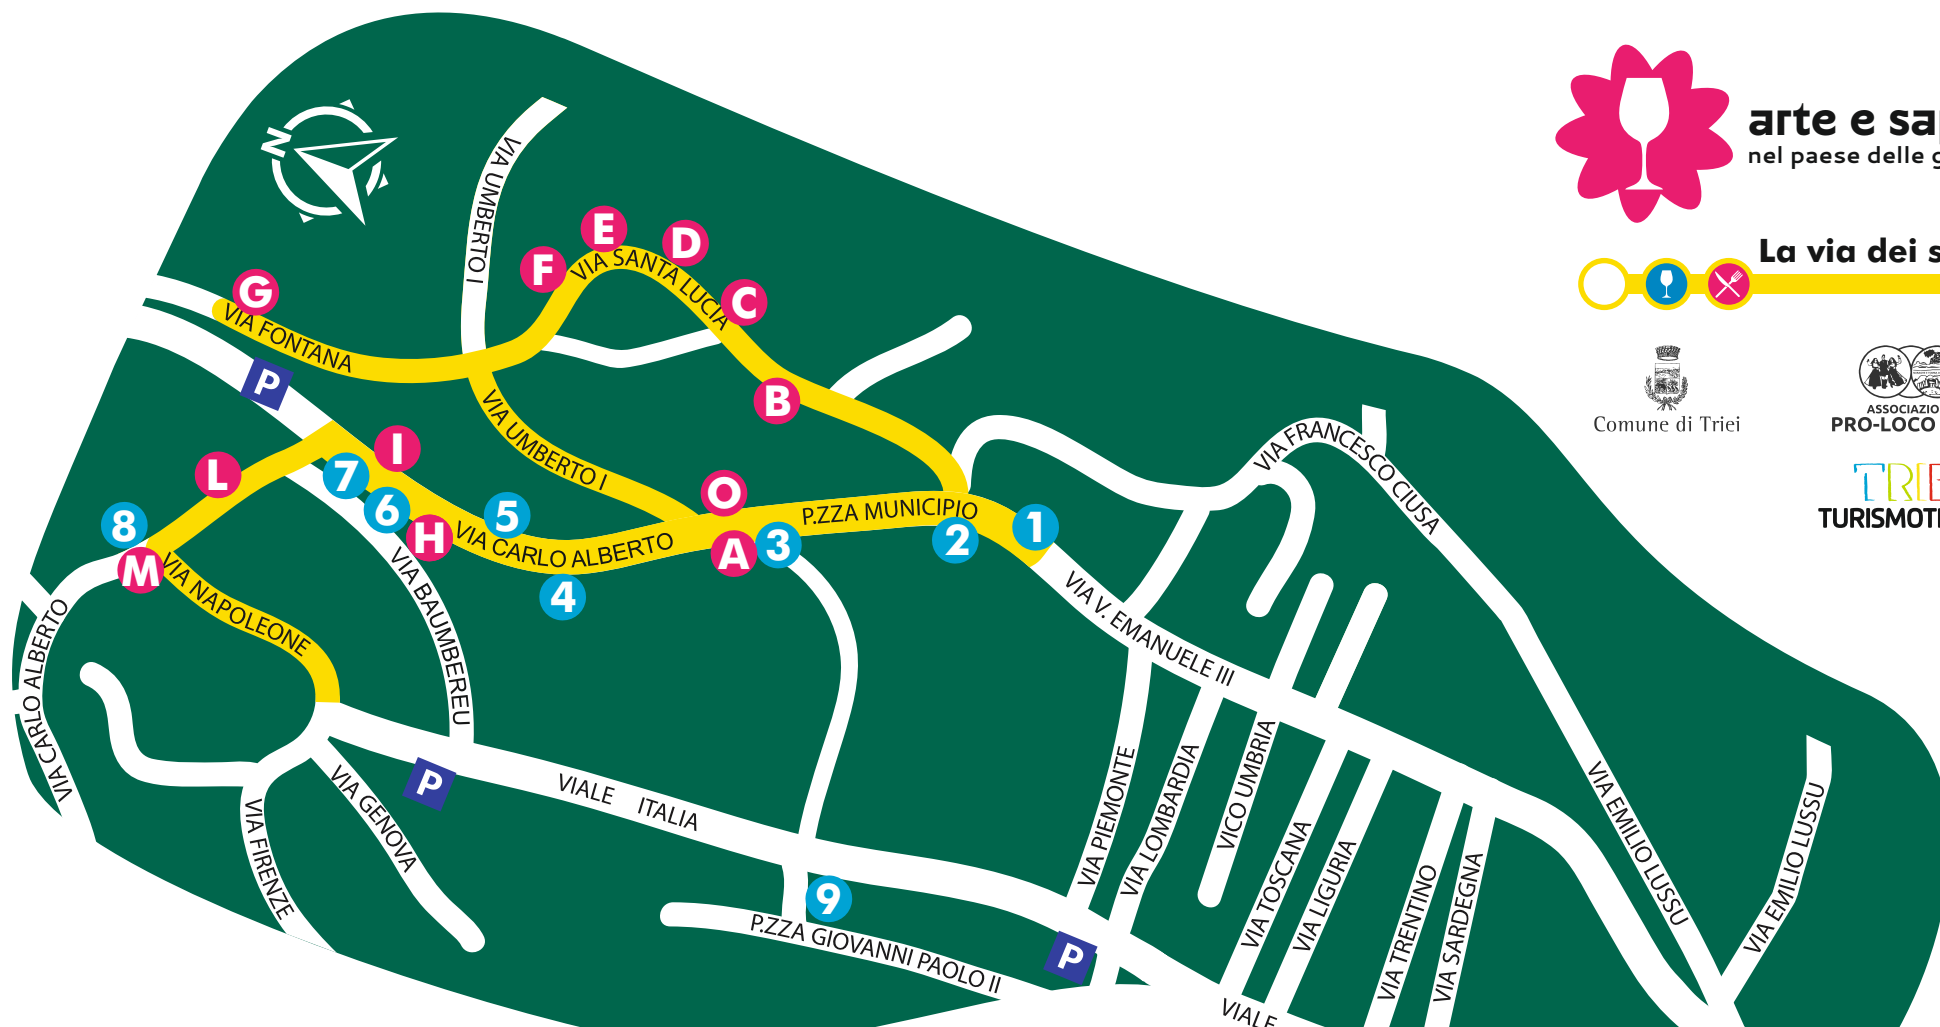 N
VIA UMBERTO I
E
D
F
VIA SANTA LUCIA
C
G
VIA FONTANA
P
B
VIA UMBERTO I
I
L
7
6
H
5
O
8
M
VIA CARLO ALBERTO
A
3
P.ZZA MUNICIPIO
2
1
4
VIA NAPOLEONE
VIA BAUMBEREU
VIA CARLO ALBERTO
VIA CARLO
VIA FRANCESCO CIUSA
VIA V. EMANUELE III
P
VIALE ITALIA
VIA GENOVA
VIA FIRENZE
9
P.ZZA GIOVANNI PAOLO II
P
VIA PIEMONTE
VIA LOMBARDIA
VICO UMBRIA
VIA TOSCANA
VIA LIGURIA
VIA TRENTINO
VIA SARDEGNA
VIA EMILIO LUSSU
VIA EMILIO LUSSU
VIALE
arte e sap
nel paese delle g
La via dei s
Comune di Triei
ASSOCIAZIO
PRO-LOCO
TRIE
TURISMOT